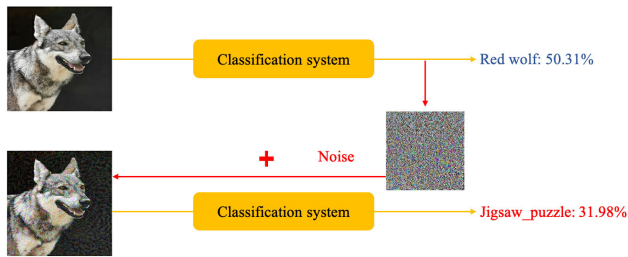 Classification system
Red wolf: 50.31%
+
Noise
Classification system
Jigsaw_puzzle: 31.98%